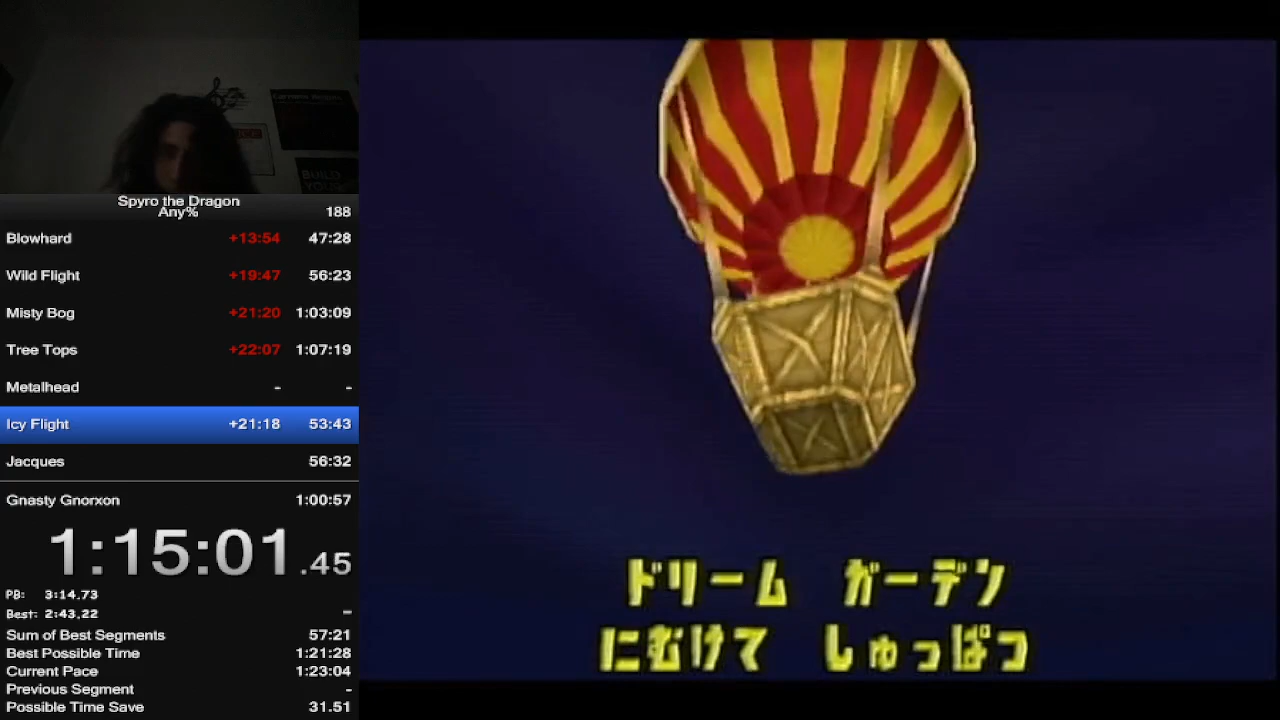 Spyro the Dragon
Any% 188
Blowhard +13:54 47:28
Wild Flight +19:47 56:23
Misty Bog +21:20 1:03:09
Tree Tops +22:07 1:07:19
Metalhead - -
Icy Flight +21:18 53:43
Jacques 56:32
Gnasty Gnorxon 1:00:57
1:15:01.45
PB: 3:14.73
Best: 2:43.22 -
Sum of Best Segments 57:21
Best Possible Time 1:21:28
Current Pace 1:23:04
Previous Segment -
Possible Time Save 31.51
ドリーム ガーデン
にむけて しゅっぱつ